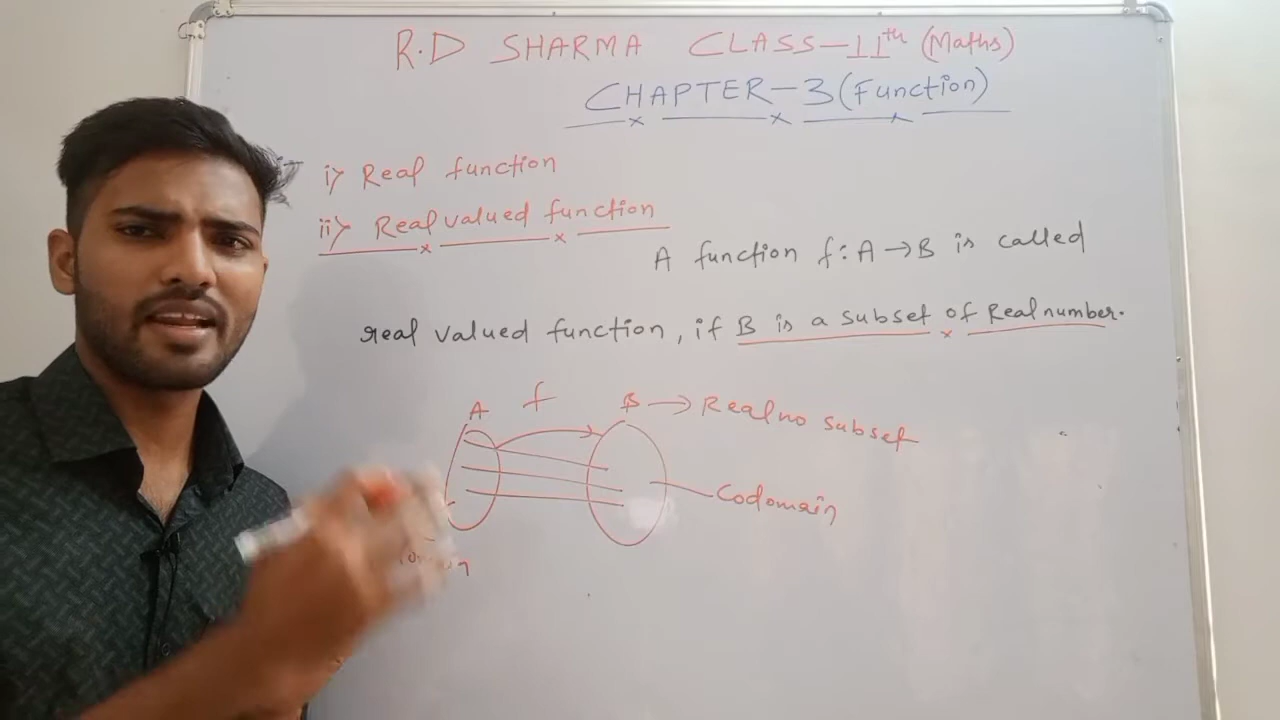 R.D SHARMA CLASS-11th (Maths)
CHAPTER-3 (Function)
i> Real function
ii> Real valued function
A function f: A→B is called
real valued function, if B is a subset of Real number.
A f B → Real no subset
Codomain